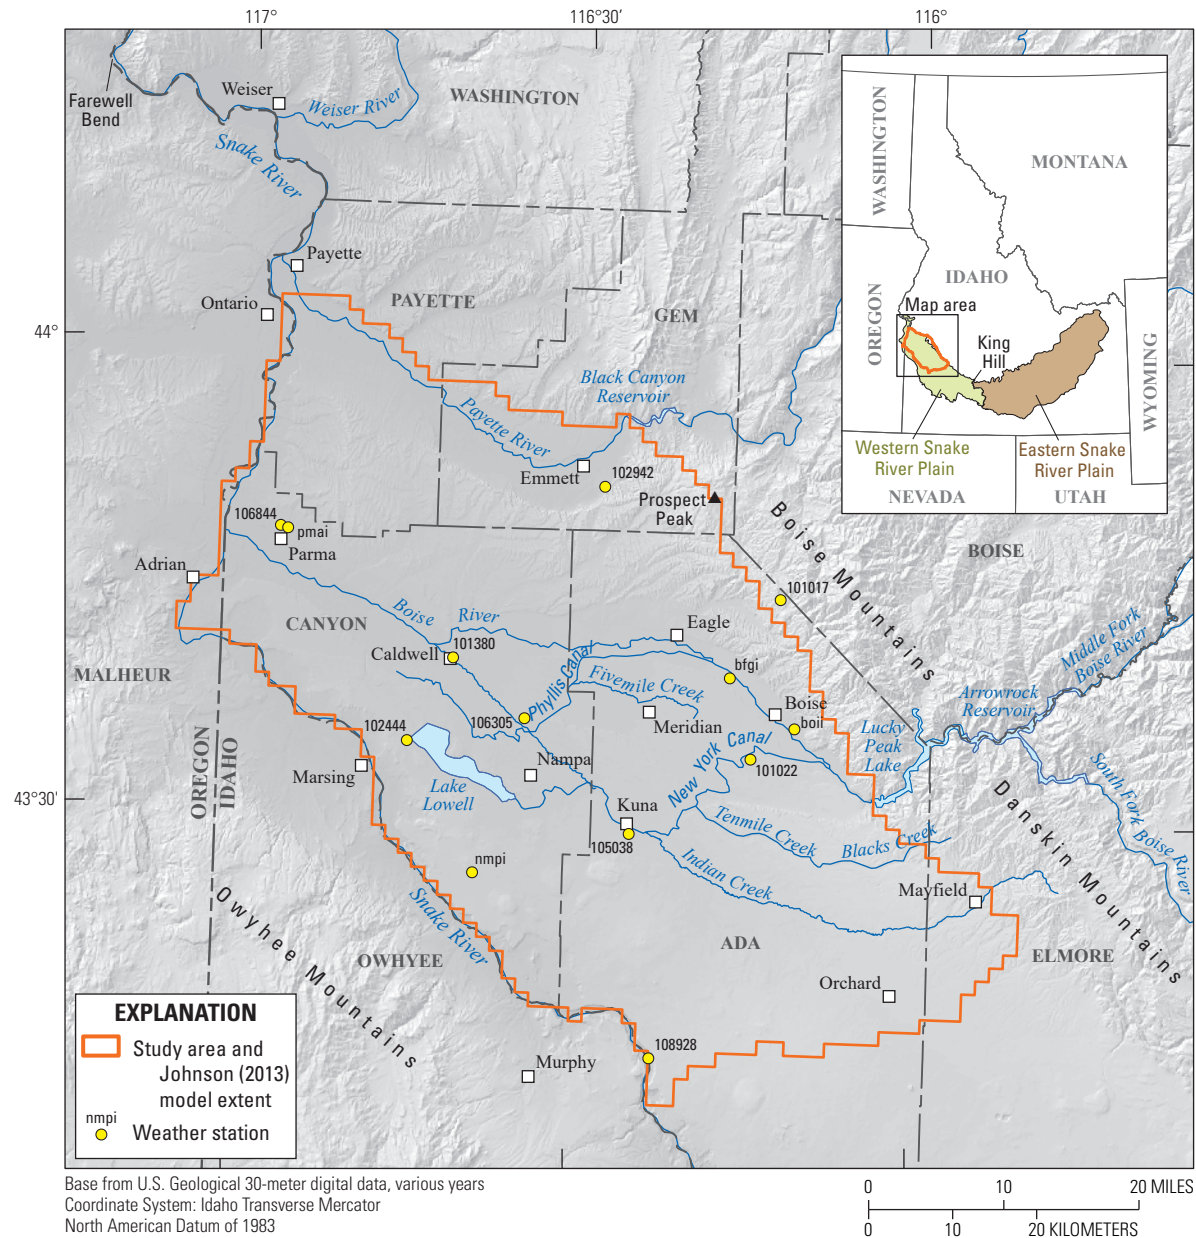 117°
116°30'
116°
Farewell
Bend
Weiser
Weiser River
WASHINGTON
Snake River
Payette
Ontario
PAYETTE
GEM
44°
Black Canyon
Reservoir
Payette River
Emmett
102942
Prospect
Peak
106844
pmai
Parma
Adrian
Boise Mountains
BOISE
101017
CANYON
Boise River
Eagle
Caldwell
101380
MALHEUR
Phyllis Canal
Fivemile Creek
bfgi
Middle Fork
Boise River
Arrowrock
Reservoir
106305
Meridian
Boise
boii
Lucky
Peak
Lake
102444
OREGON
IDAHO
Marsing
Nampa
New York Canal
101022
Lake
Lowell
43°30'
Kuna
105038
Tenmile Creek
Blacks Creek
South Fork Boise River
Danskin Mountains
nmpi
Indian Creek
Mayfield
Owyhee Mountains
Snake River
OWHYEE
ADA
ELMORE
Orchard
108928
Murphy
WASHINGTON
MONTANA
OREGON
IDAHO
Map area
King
Hill
WYOMING
Western Snake
River Plain
Eastern Snake
River Plain
NEVADA
UTAH
EXPLANATION
Study area and
Johnson (2013)
model extent
nmpi
Weather station
Base from U.S. Geological 30-meter digital data, various years
Coordinate System: Idaho Transverse Mercator
North American Datum of 1983
0 10 20 MILES
0 10 20 KILOMETERS